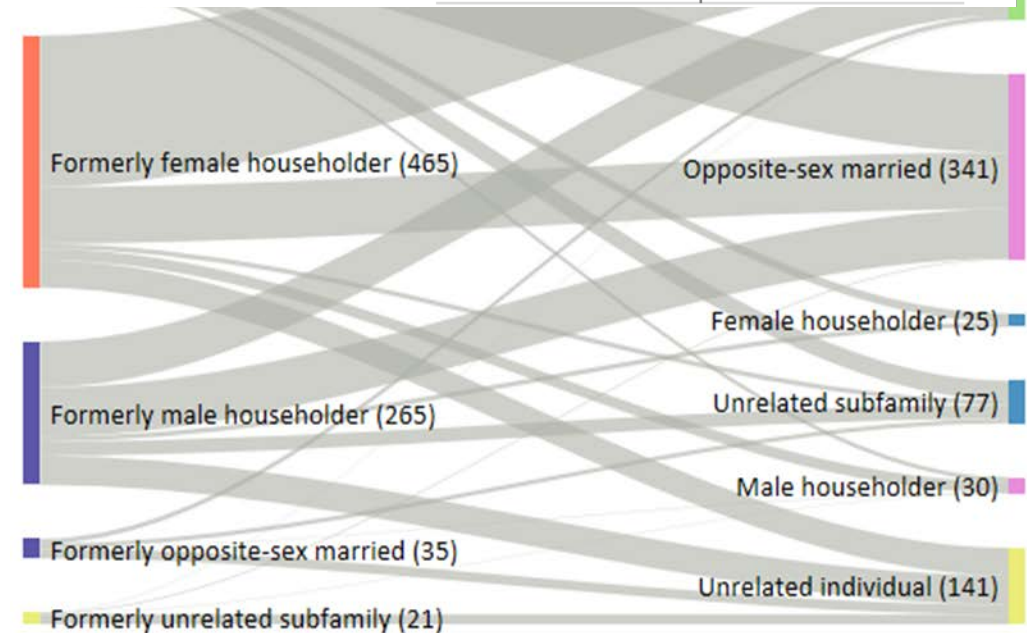 Formerly female householder (465)
Opposite-sex married (341)
Female householder (25)
Unrelated subfamily (77)
Formerly male householder (265)
Male householder (30)
Formerly opposite-sex married (35)
Unrelated individual (141)
Formerly unrelated subfamily (21)